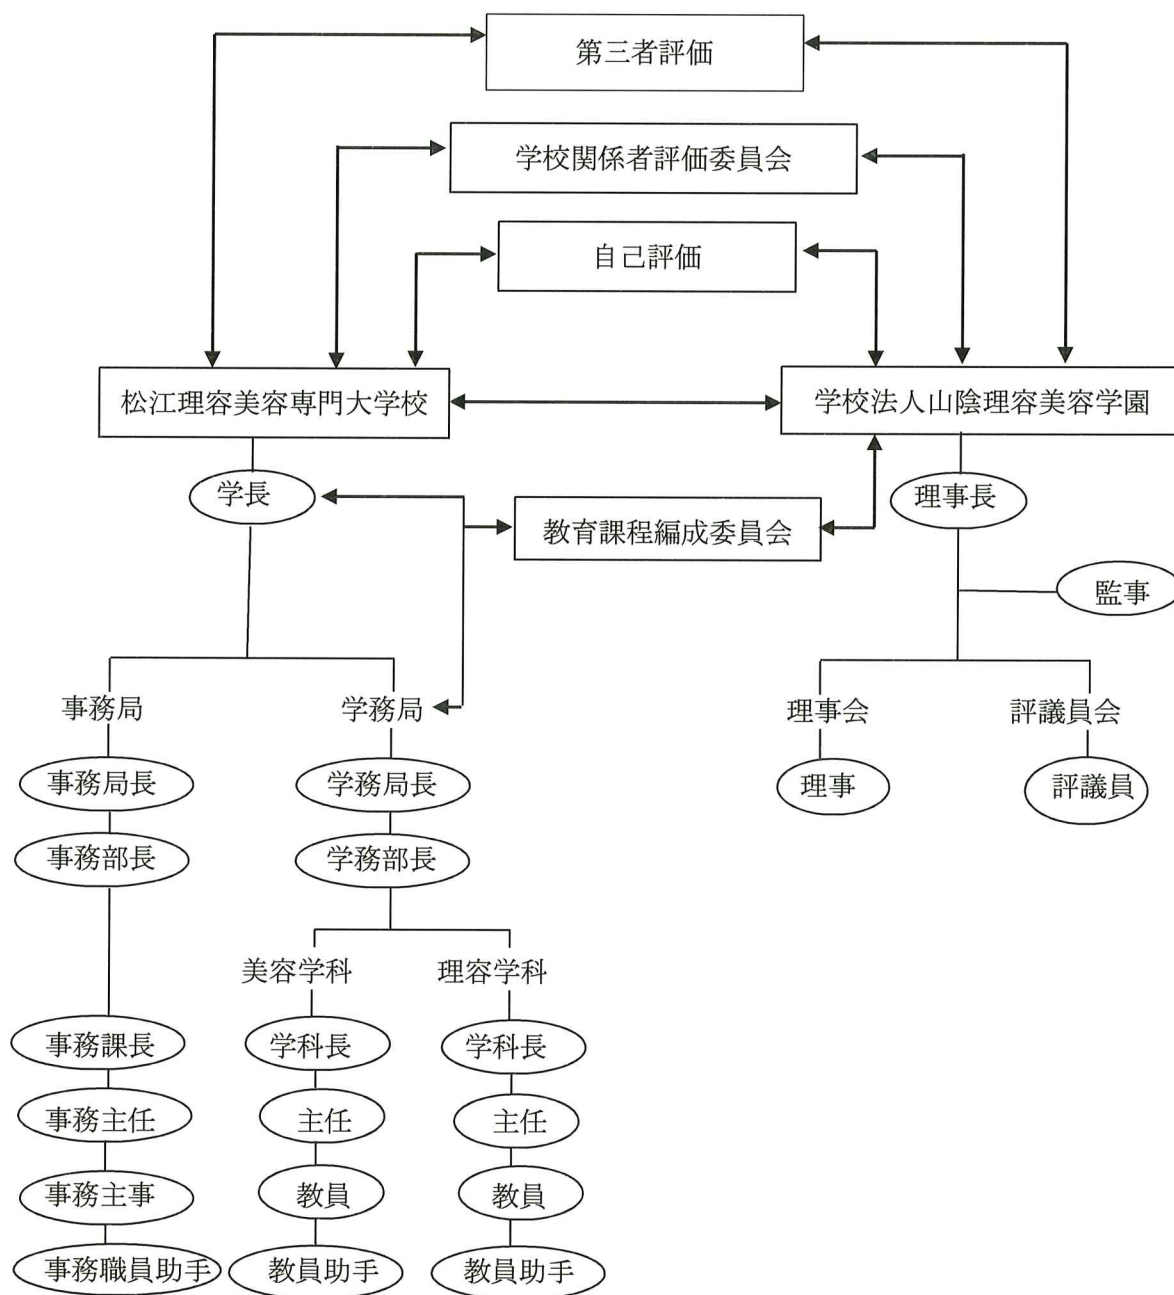 第三者評価
学校関係者評価委員会
自己評価
松江理容美容専門大学校
学校法人山陰理容美容学園
学長
理事長
教育課程編成委員会
監事
事務局
学務局
理事会
評議員会
事務局長
学務局長
理事
評議員
事務部長
学務部長
美容学科
理容学科
事務課長
学科長
学科長
事務主任
主任
主任
事務主事
教員
教員
事務職員助手
教員助手
教員助手